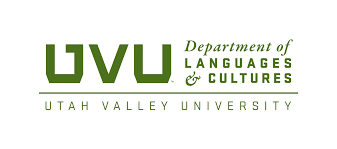 UVU
Department of
LANGUAGES
& CULTURES
UTAH VALLEY UNIVERSITY